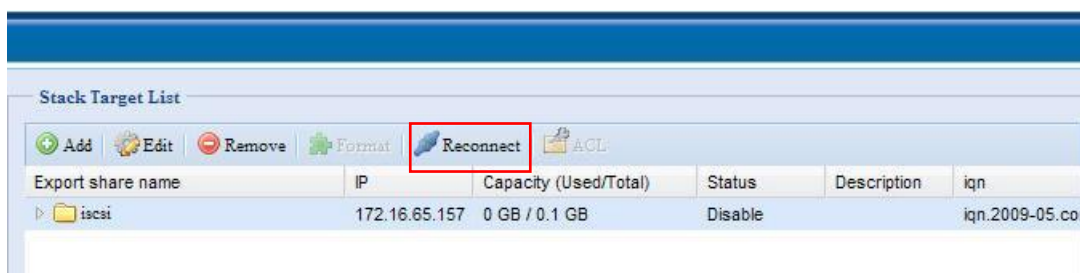 Stack Target List
Add Edit Remove Format Reconnect ACL
Export share name IP Capacity (Used/Total) Status Description iqn
iscsi 172.16.65.157 0 GB / 0.1 GB Disable iqn.2009-05.co